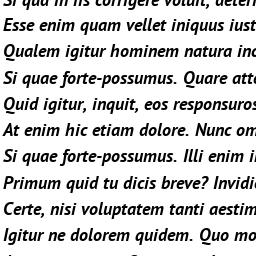 Si qua in iis corrigere voluit, deteri
Esse enim quam vellet iniquus iust
Qualem igitur hominem natura inc
Si quae forte-possumus. Quare atte
Quid igitur, inquit, eos responsuros
At enim hic etiam dolore. Nunc om
Si quae forte-possumus. Illi enim i
Primum quid tu dicis breve? Invidi
Certe, nisi voluptatem tanti aestim
Igitur ne dolorem quidem. Quo mo